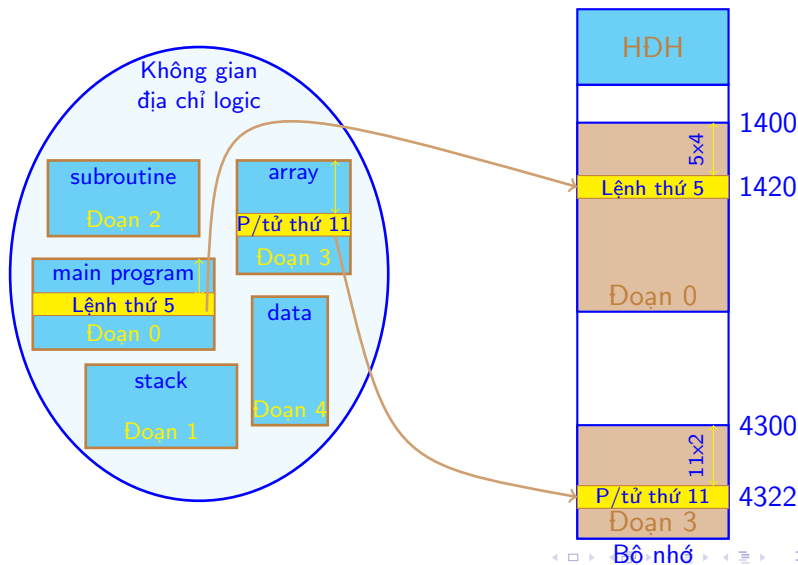 Không gian
địa chỉ logic
subroutine
Đoạn 2
array
P/tử thứ 11
Đoạn 3
main program
Lệnh thứ 5
Đoạn 0
data
Đoạn 4
stack
Đoạn 1
HĐH
1400
5x4
Lệnh thứ 5
1420
Đoạn 0
4300
11x2
P/tử thứ 11
4322
Đoạn 3
Bộ nhớ